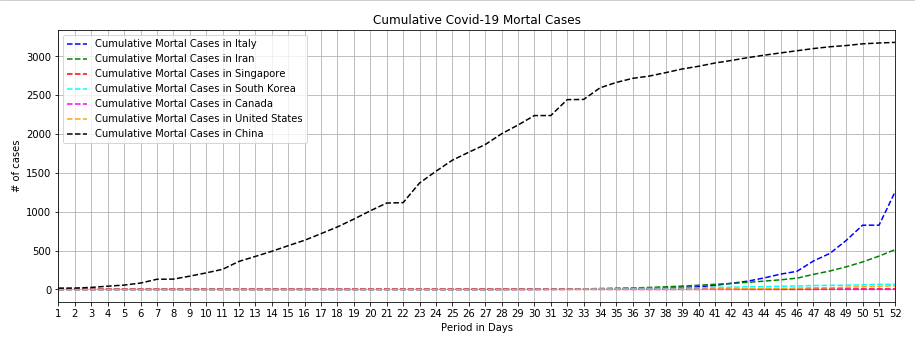 Cumulative Covid-19 Mortal Cases
Cumulative Mortal Cases in Italy
Cumulative Mortal Cases in Iran
Cumulative Mortal Cases in Singapore
Cumulative Mortal Cases in South Korea
Cumulative Mortal Cases in Canada
Cumulative Mortal Cases in United States
Cumulative Mortal Cases in China
# of cases
3000
2500
2000
1500
1000
500
0
1 2 3 4 5 6 7 8 9 10 11 12 13 14 15 16 17 18 19 20 21 22 23 24 25 26 27 28 29 30 31 32 33 34 35 36 37 38 39 40 41 42 43 44 45 46 47 48 49 50 51 52
Period in Days